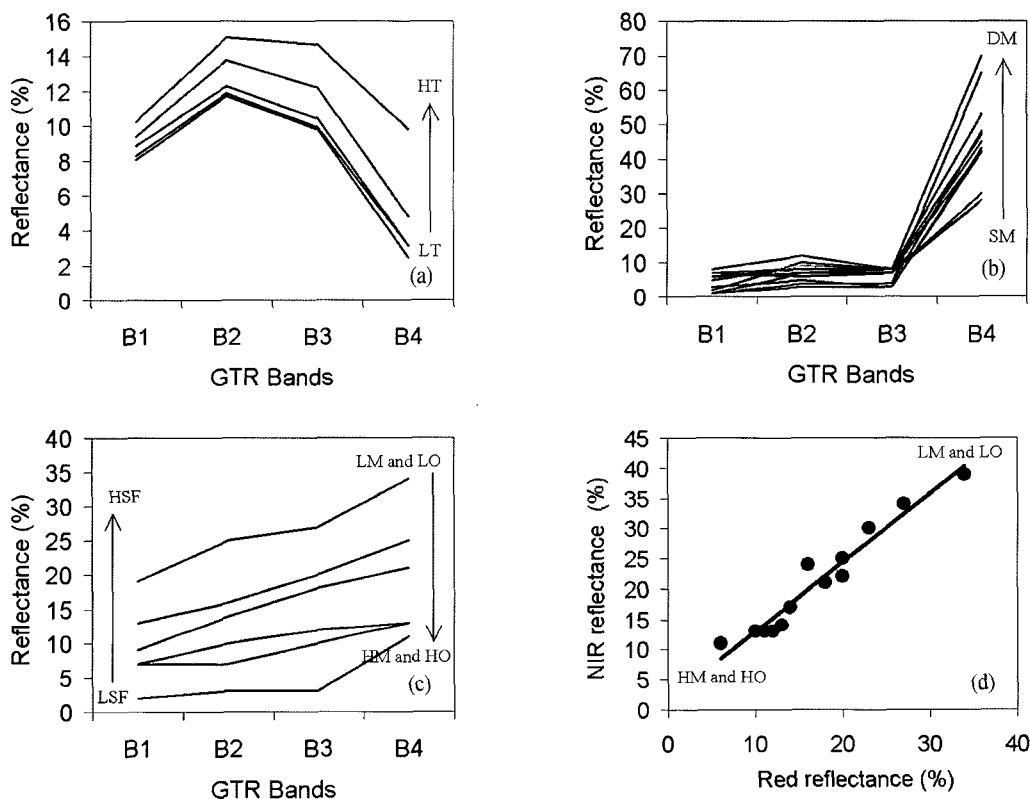 Reflectance (%)
16
14
12
10
8
6
4
2
0
HT
LT
(a)
B1 B2 B3 B4
GTR Bands
Reflectance (%)
80
70
60
50
40
30
20
10
0
DM
SM
(b)
B1 B2 B3 B4
GTR Bands
Reflectance (%)
40
35
30
25
20
15
10
5
0
HSF
LSF
LM and LO
HM and HO
(c)
B1 B2 B3 B4
GTR Bands
NIR reflectance (%)
45
40
35
30
25
20
15
10
5
0
LM and LO
HM and HO
(d)
0 10 20 30 40
Red reflectance (%)